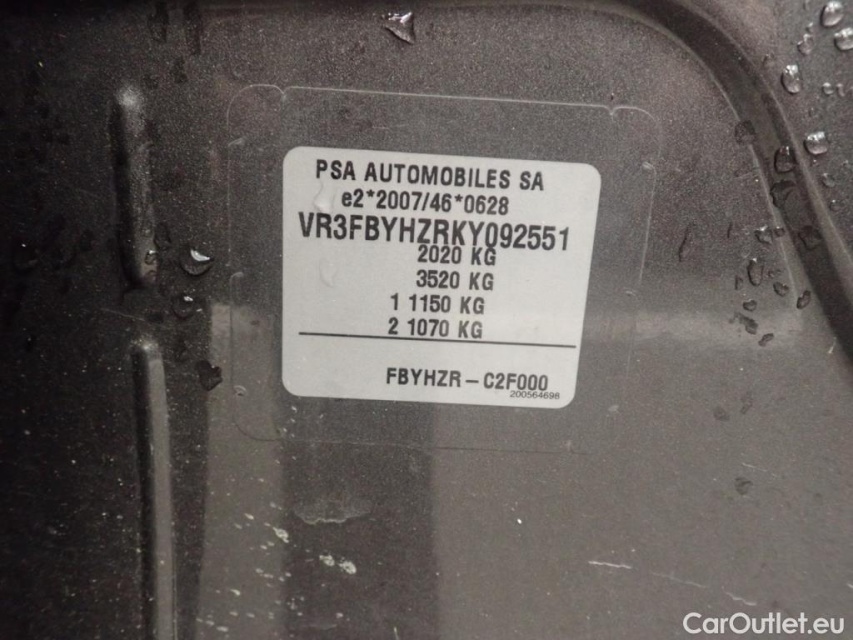 PSA AUTOMOBILES SA
e2*2007/46*0628
VR3FBYHZRKY092551
2020 KG
3520 KG
1 1150 KG
2 1070 KG
FBYHZR – C2F000
200564698
CarOutlet.eu